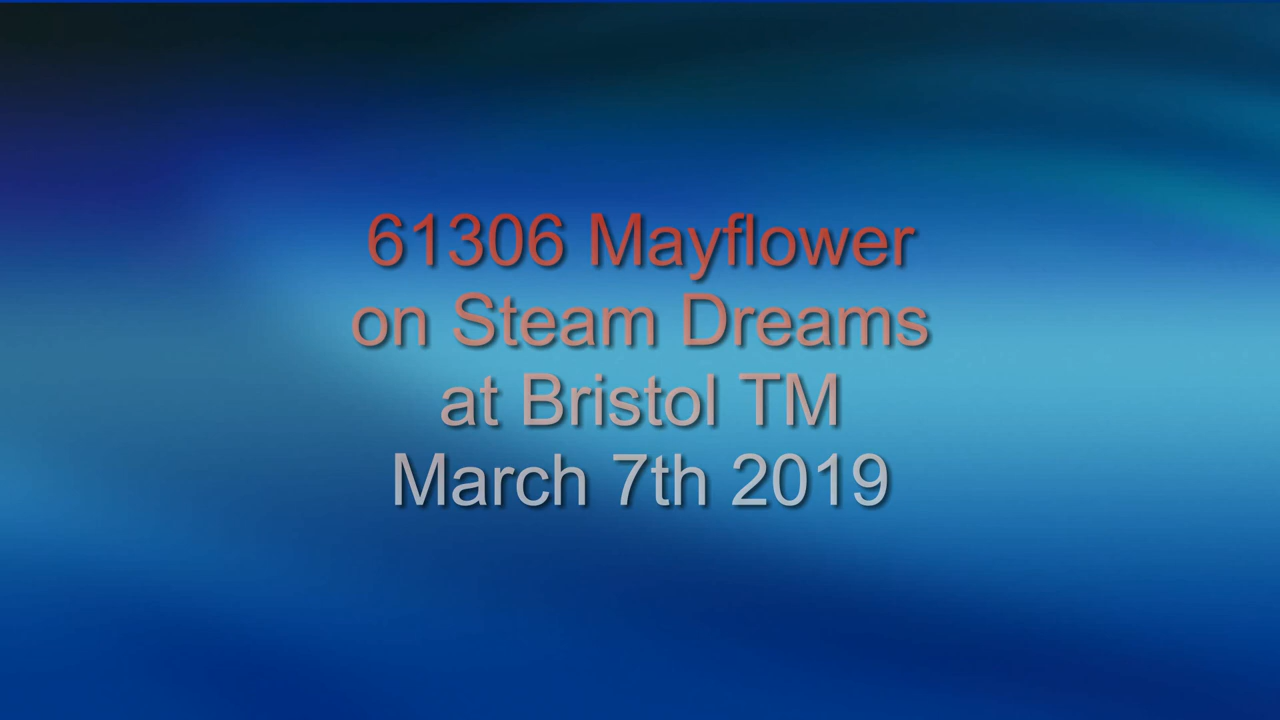 61306 Mayflower
on Steam Dreams
at Bristol TM
March 7th 2019